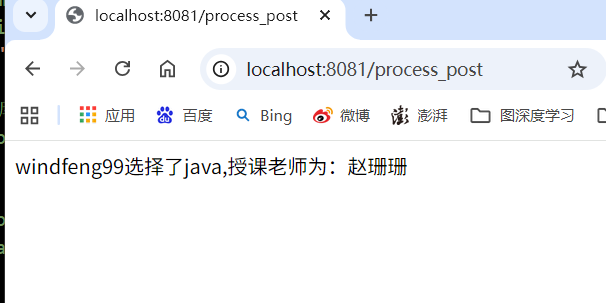 localhost:8081/process_post
localhost:8081/process_post
应用 百度 Bing 微博 澎湃 图深度学习
windfeng99选择了java,授课老师为：赵珊珊